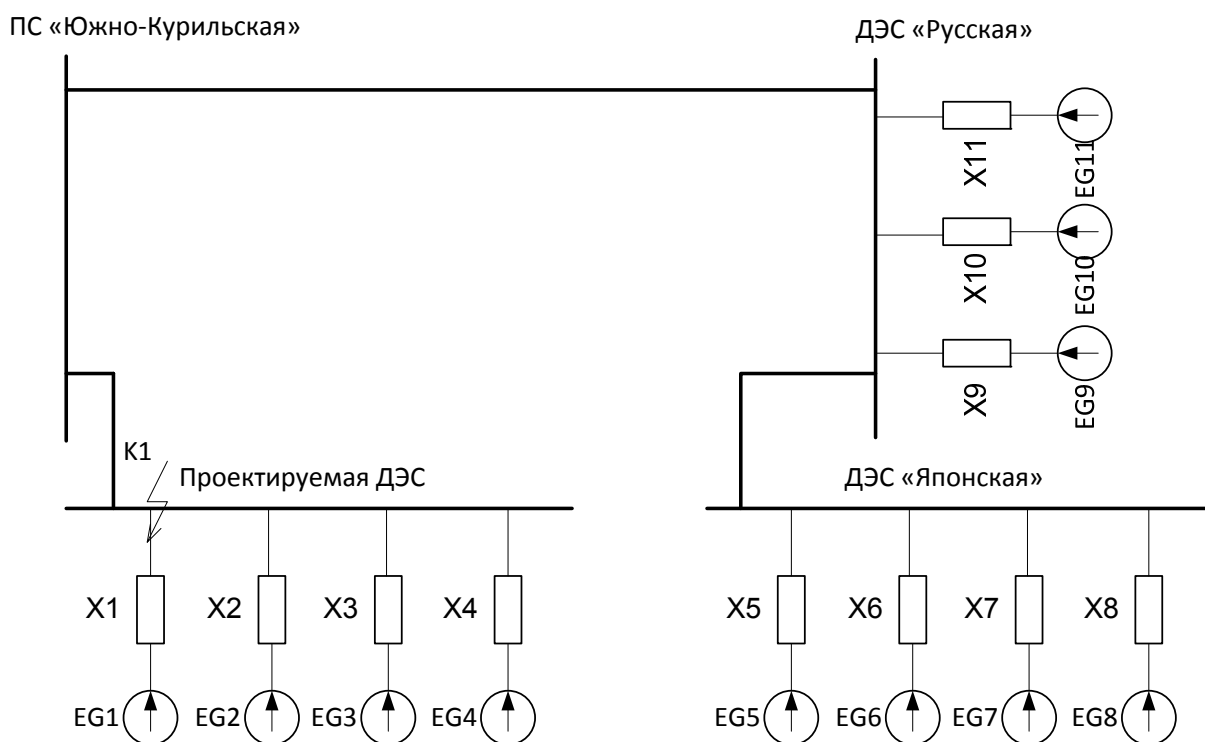 ПС «Южно-Курильская»
ДЭС «Русская»
X11
EG11
X10
EG10
X9
EG9
K1
Проектируемая ДЭС
ДЭС «Японская»
X1 X2 X3 X4 X5 X6 X7 X8
EG1 EG2 EG3 EG4 EG5 EG6 EG7 EG8